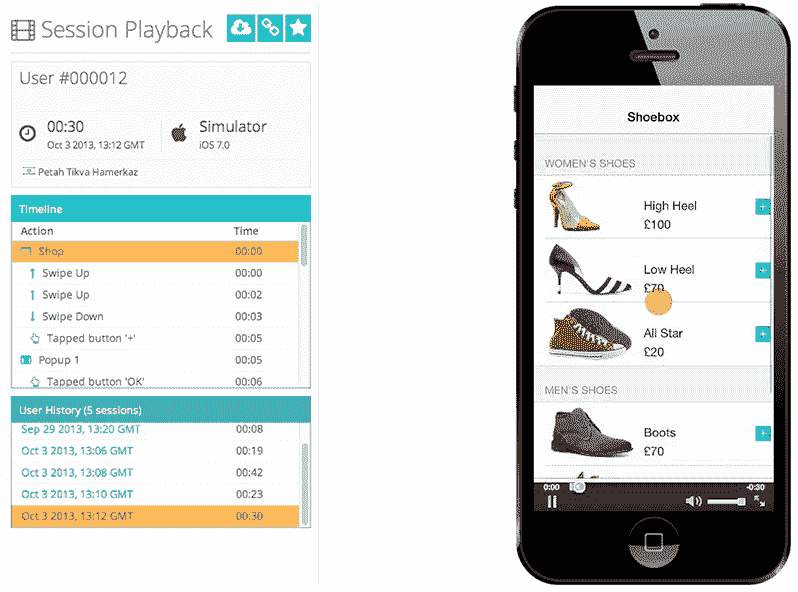 Session Playback
User #000012
00:30
Oct 3 2013, 13:12 GMT
Simulator
iOS 7.0
Petah Tikva Hamerkaz
Timeline
Action Time
Shop 00:00
Swipe Up 00:00
Swipe Up 00:02
Swipe Down 00:03
Tapped button '+' 00:05
Popup 1 00:05
Tapped button 'OK' 00:06
User History (5 sessions)
Sep 29 2013, 13:20 GMT 00:08
Oct 3 2013, 13:06 GMT 00:19
Oct 3 2013, 13:08 GMT 00:42
Oct 3 2013, 13:10 GMT 00:23
Oct 3 2013, 13:12 GMT 00:30
Shoebox
WOMEN'S SHOES
High Heel
£100
+
Low Heel
£70
+
All Star
£20
+
MEN'S SHOES
Boots
£70
+
0:00 -0:30